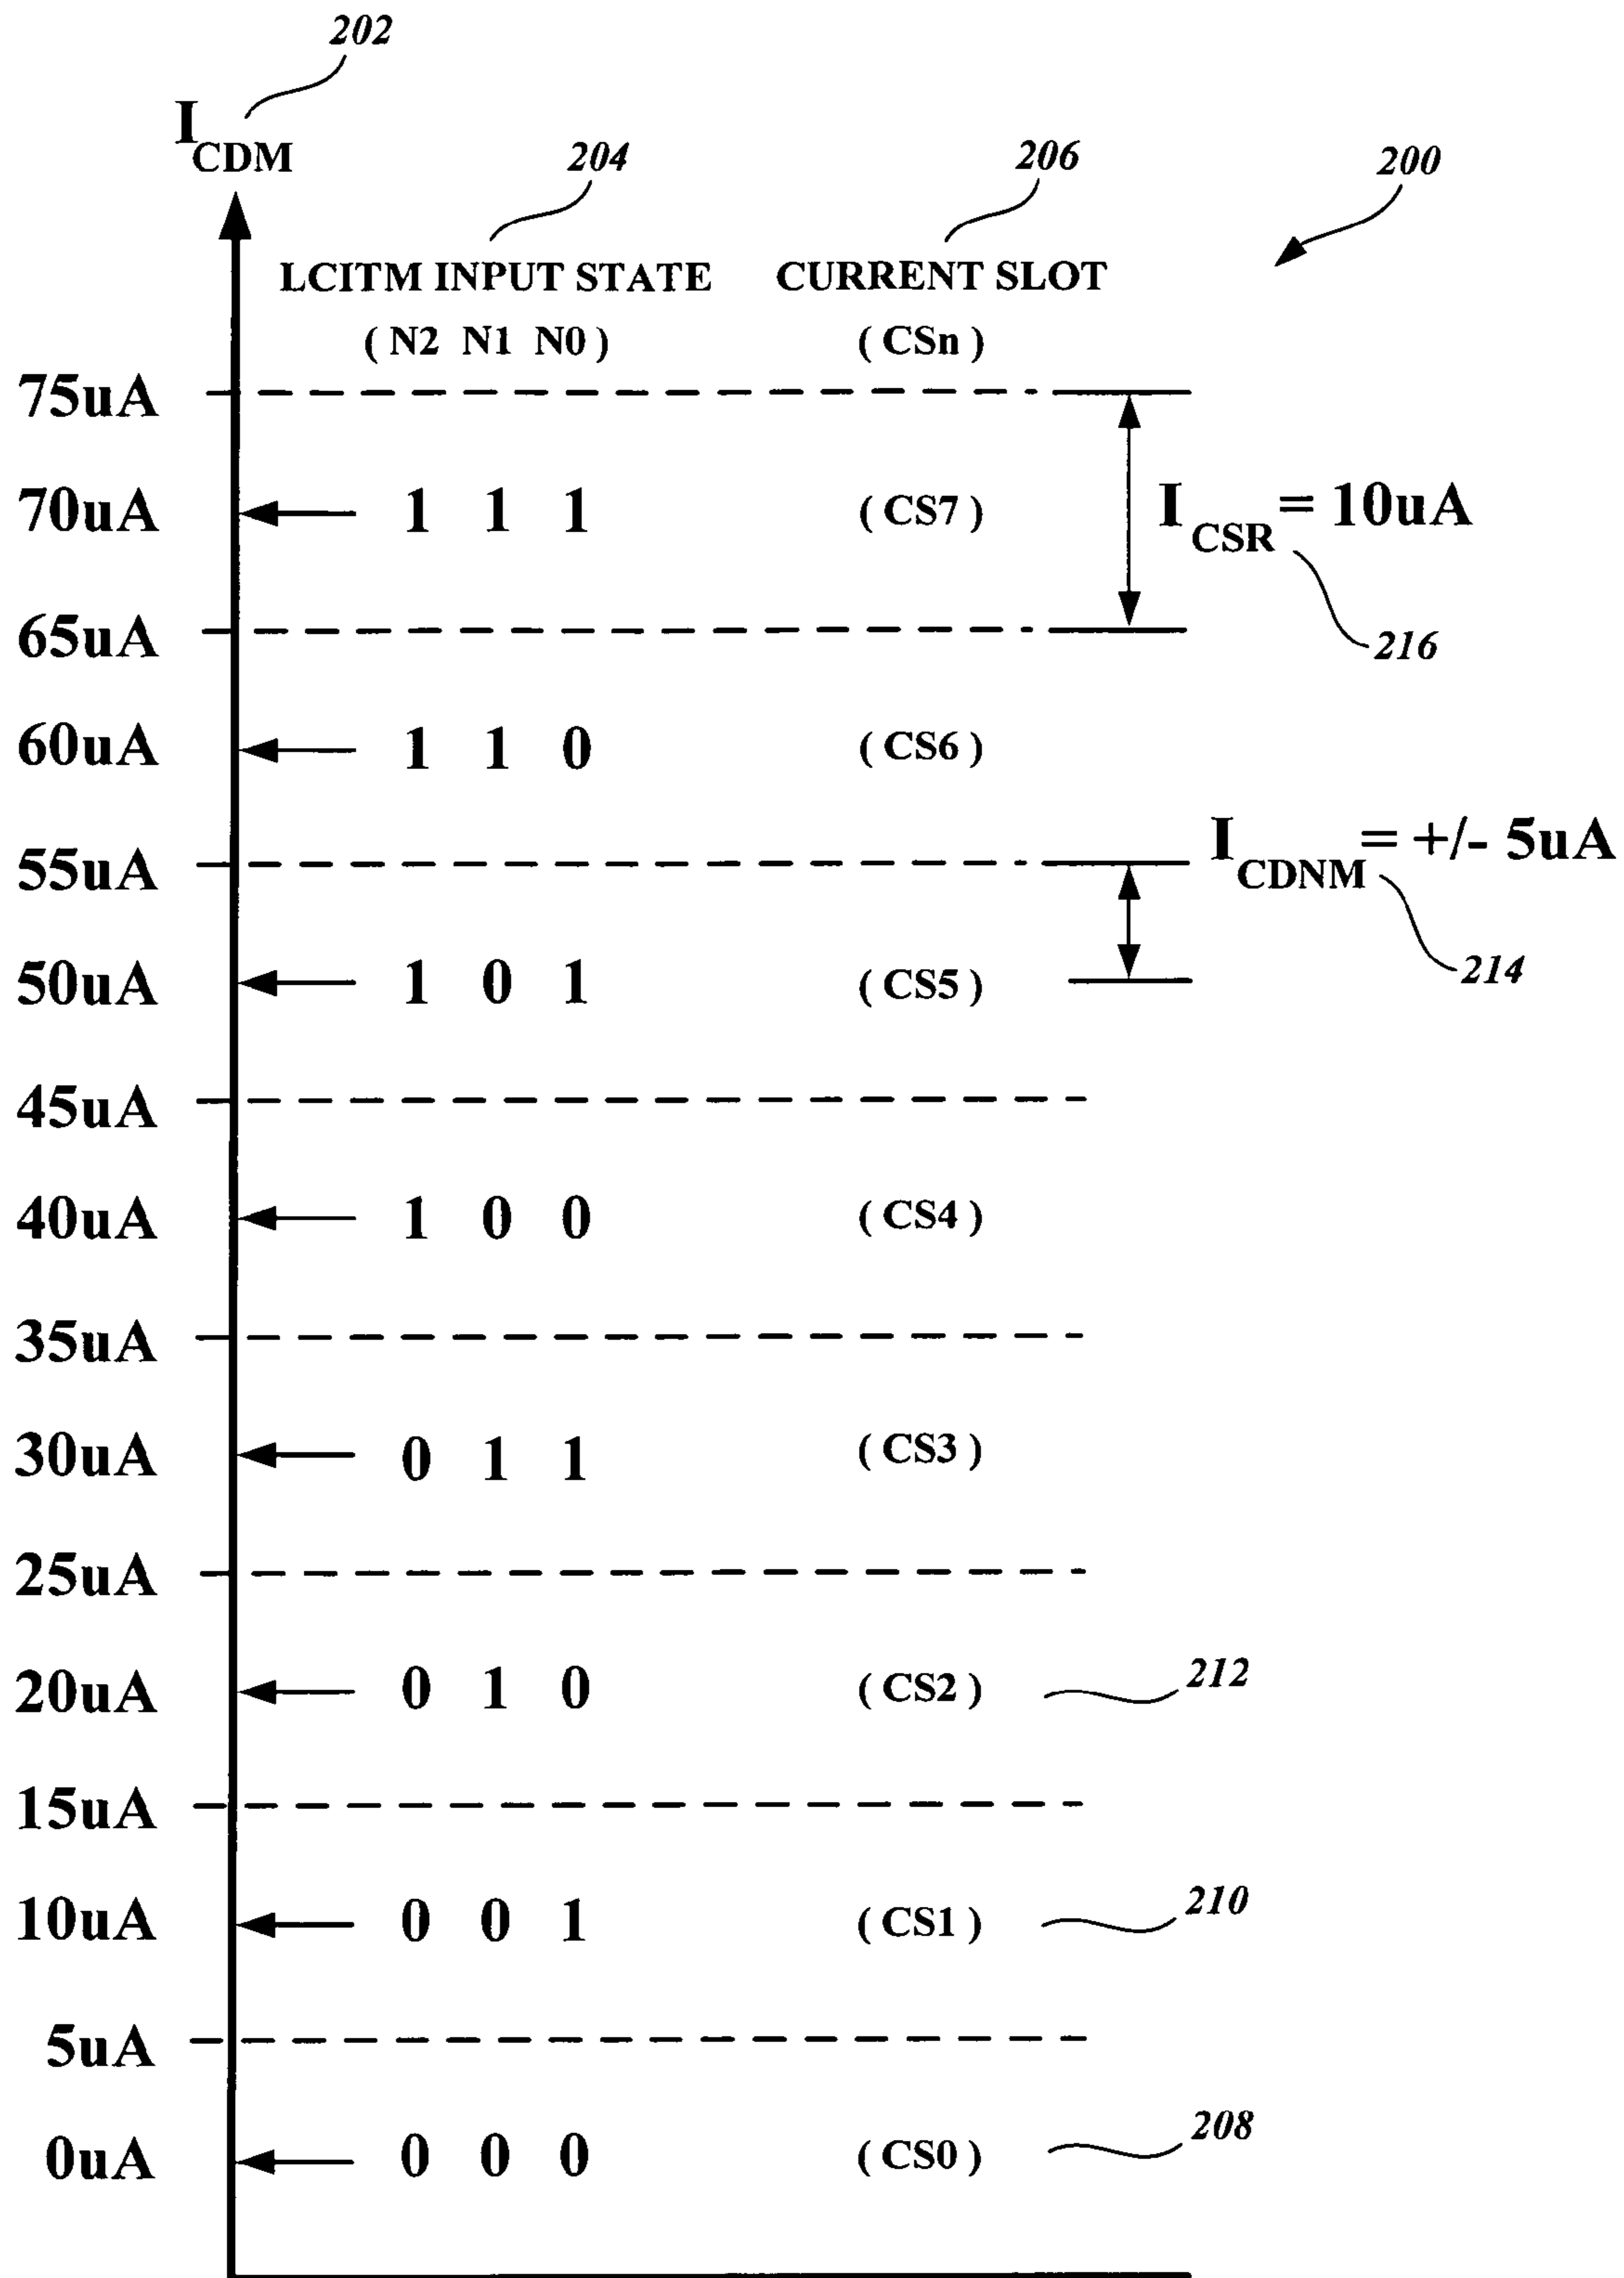 202
I CDM
204
206
200
LCITM INPUT STATE CURRENT SLOT
( N2 N1 N0 ) ( CSn )
75uA
70uA 1 1 1 ( CS7 ) I CSR = 10uA
65uA
216
60uA 1 1 0 ( CS6 )
55uA I CDNM = +/- 5uA
50uA 1 0 1 ( CS5 ) 214
45uA
40uA 1 0 0 ( CS4 )
35uA
30uA 0 1 1 ( CS3 )
25uA
20uA 0 1 0 ( CS2 ) 212
15uA
10uA 0 0 1 ( CS1 ) 210
5uA
0uA 0 0 0 ( CS0 ) 208